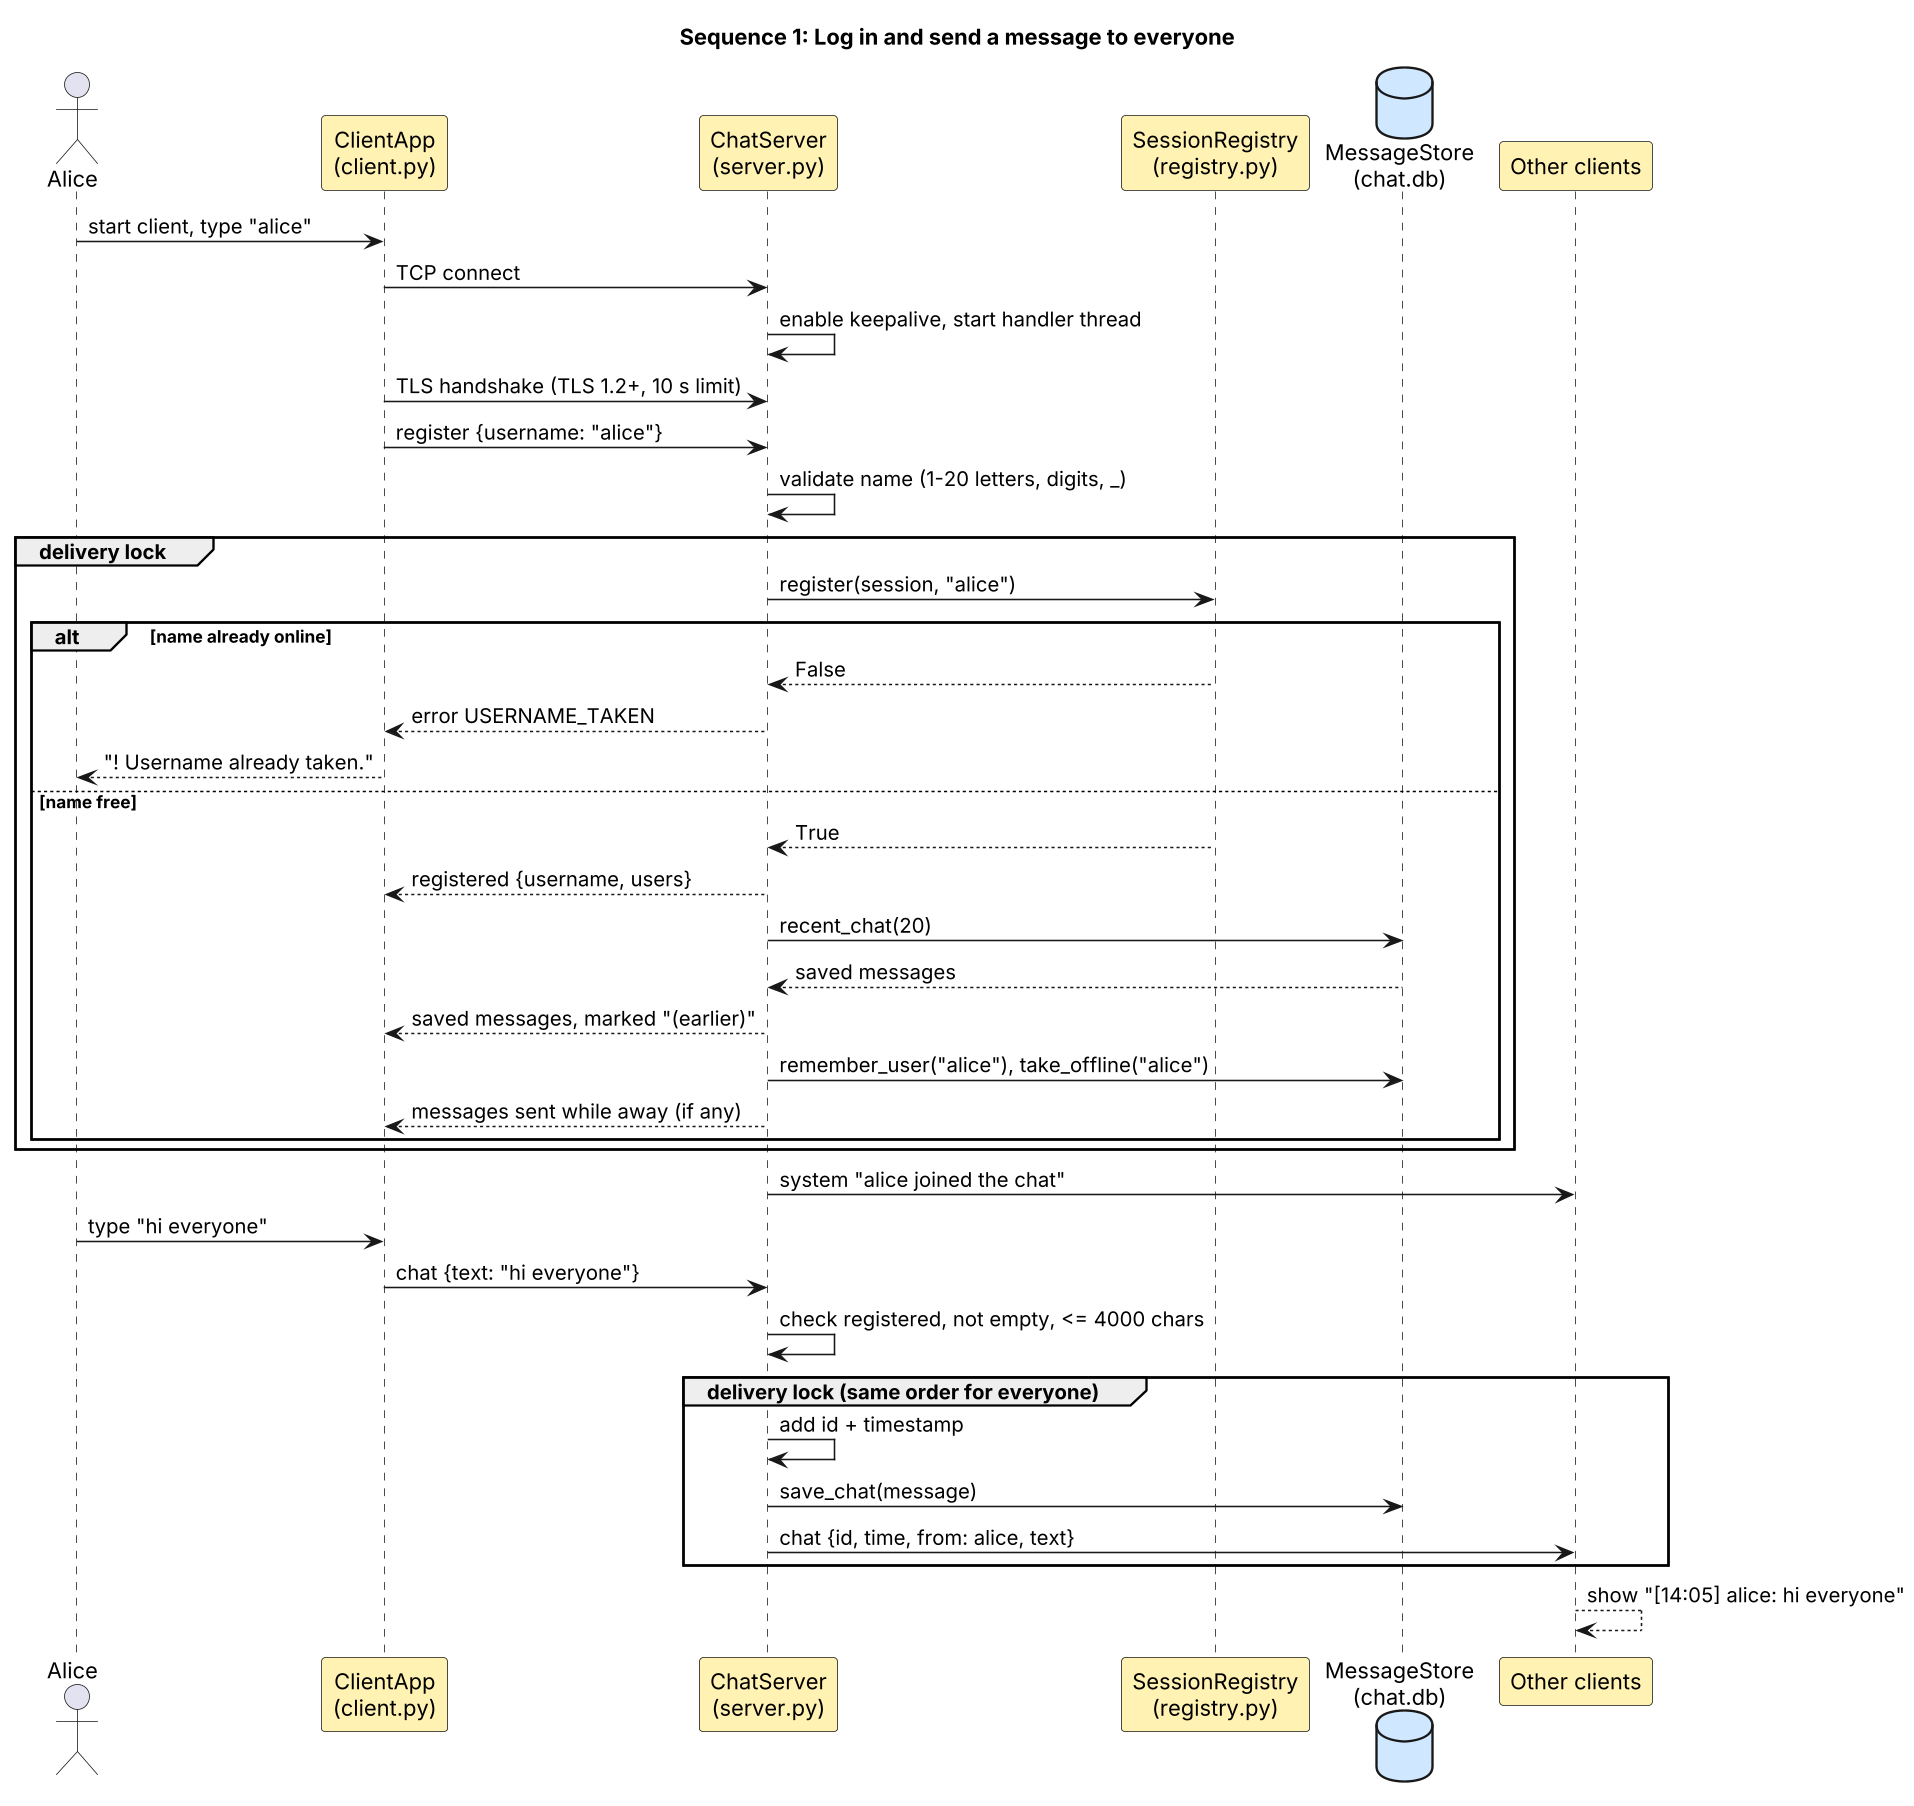 Sequence 1: Log in and send a message to everyone
Alice
ClientApp
(client.py)
ChatServer
(server.py)
SessionRegistry
(registry.py)
MessageStore
(chat.db)
Other clients
start client, type "alice"
TCP connect
enable keepalive, start handler thread
TLS handshake (TLS 1.2+, 10 s limit)
register {username: "alice"}
validate name (1-20 letters, digits, _)
delivery lock
register(session, "alice")
alt
[name already online]
False
error USERNAME_TAKEN
"! Username already taken."
[name free]
True
registered {username, users}
recent_chat(20)
saved messages
saved messages, marked "(earlier)"
remember_user("alice"), take_offline("alice")
messages sent while away (if any)
system "alice joined the chat"
type "hi everyone"
chat {text: "hi everyone"}
check registered, not empty, <= 4000 chars
delivery lock (same order for everyone)
add id + timestamp
save_chat(message)
chat {id, time, from: alice, text}
show "[14:05] alice: hi everyone"
Alice
ClientApp
(client.py)
ChatServer
(server.py)
SessionRegistry
(registry.py)
MessageStore
(chat.db)
Other clients